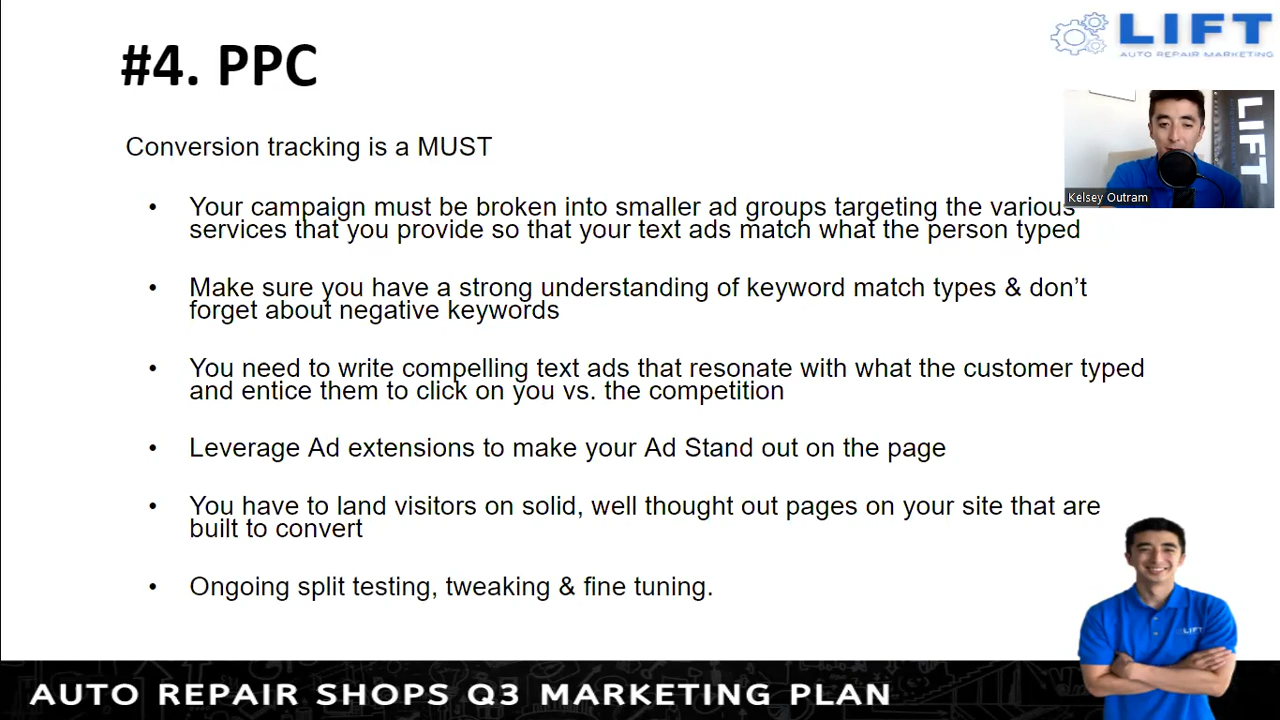 #4. PPC
LIFT
AUTO REPAIR MARKETING
LIFT
Kelsey Outram
Conversion tracking is a MUST
• Your campaign must be broken into smaller ad groups targeting the various
services that you provide so that your text ads match what the person typed
• Make sure you have a strong understanding of keyword match types & don’t
forget about negative keywords
• You need to write compelling text ads that resonate with what the customer typed
and entice them to click on you vs. the competition
• Leverage Ad extensions to make your Ad Stand out on the page
• You have to land visitors on solid, well thought out pages on your site that are
built to convert
• Ongoing split testing, tweaking & fine tuning.
LIFT
AUTO REPAIR SHOPS Q3 MARKETING PLAN